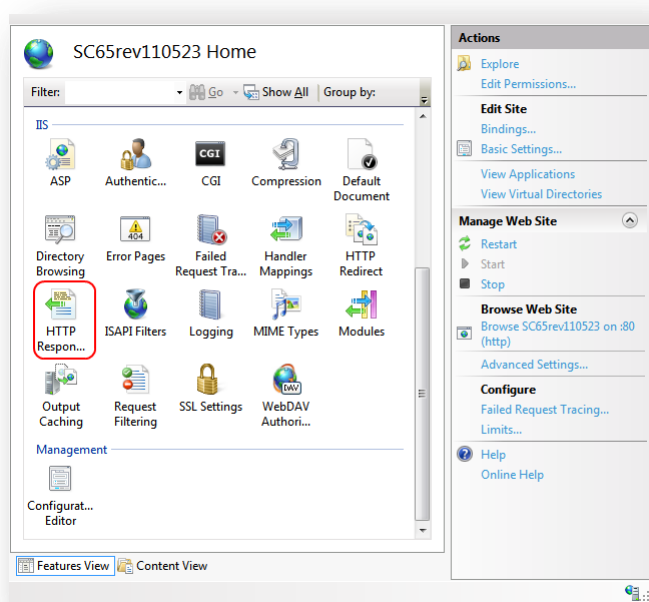 SC65rev110523 Home
Filter:
Go
Show All
Group by:
IIS
ASP
Authentic...
CGI
CGI
Compression
Default
Document
Directory
Browsing
404
Error Pages
Failed
Request Tra...
Handler
Mappings
HTTP
Redirect
HTTP
Respon...
ISAPI Filters
Logging
MIME Types
Modules
Output
Caching
Request
Filtering
SSL Settings
DAV
WebDAV
Authori...
Management
Configurat...
Editor
Features View
Content View
Actions
Explore
Edit Permissions...
Edit Site
Bindings...
Basic Settings...
View Applications
View Virtual Directories
Manage Web Site
Restart
Start
Stop
Browse Web Site
Browse SC65rev110523 on :80
(http)
Advanced Settings...
Configure
Failed Request Tracing...
Limits...
Help
Online Help